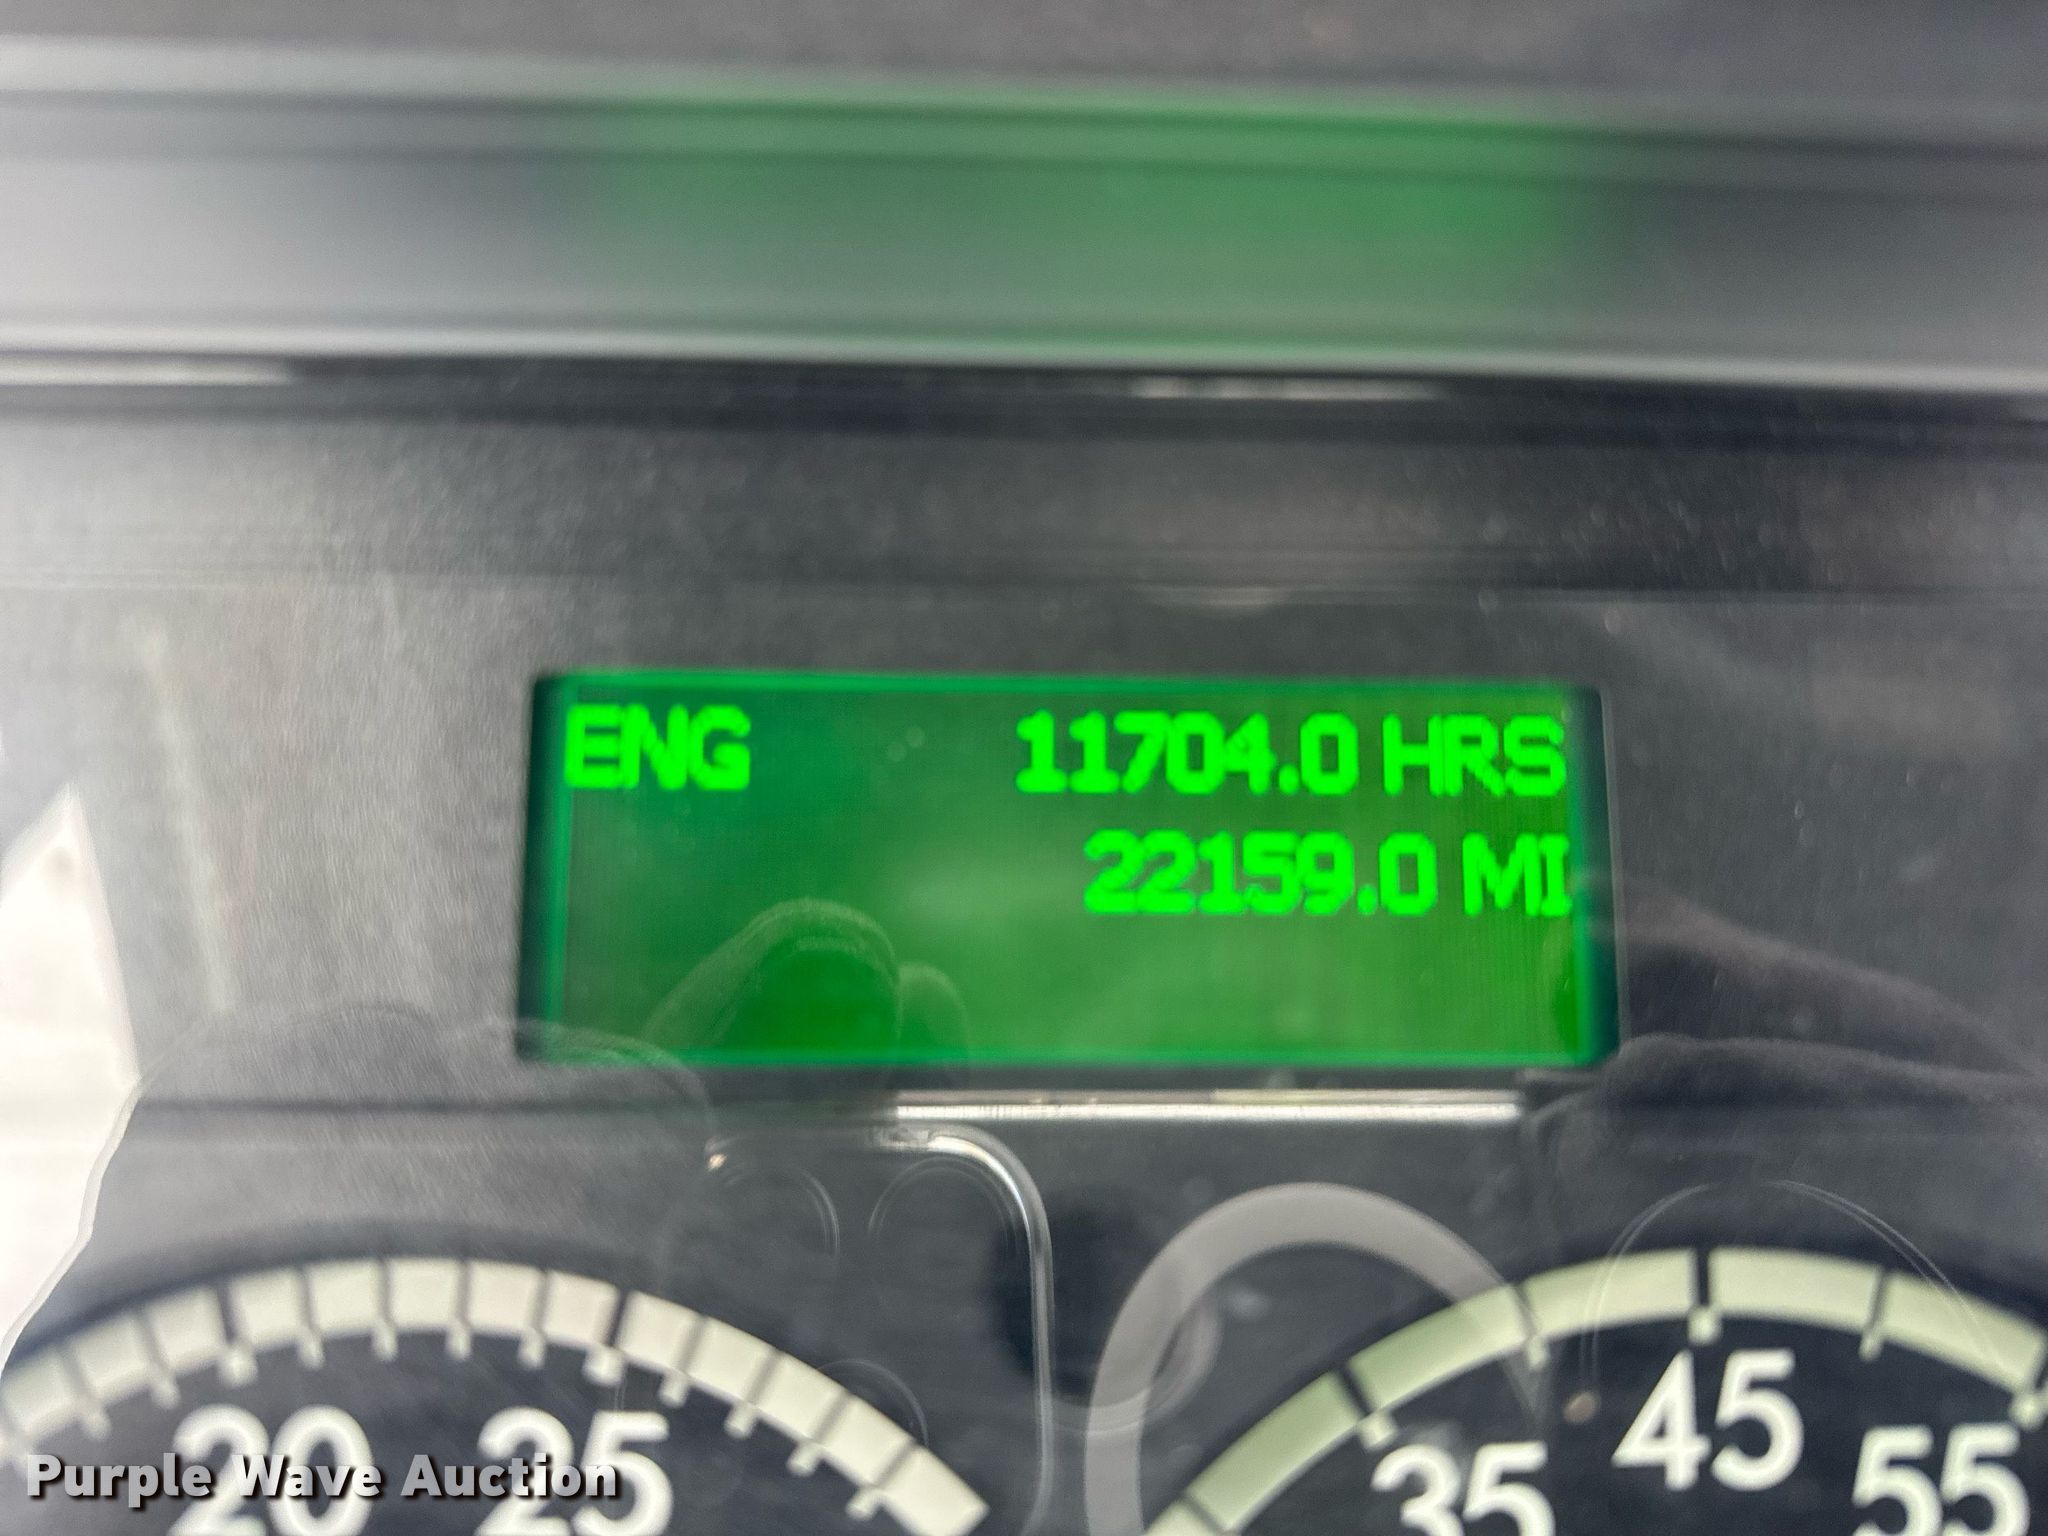 ENG 11704.0 HRS
22159.0 MI
20 25
35 45 55
Purple Wave Auction